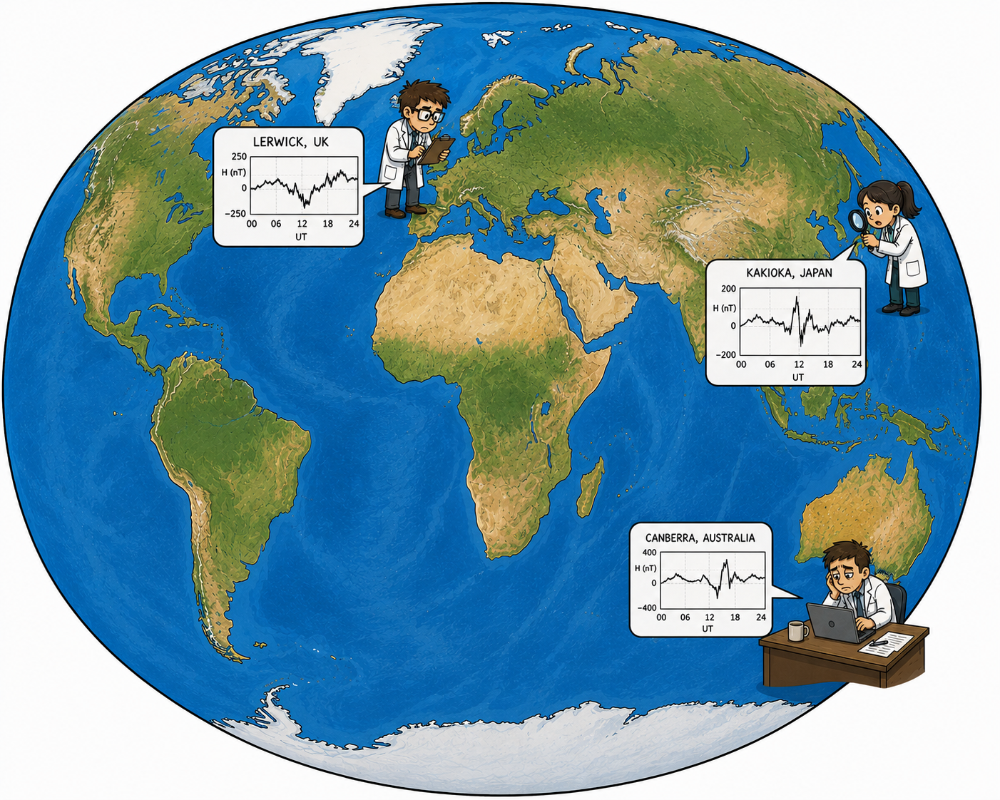 LERWICK, UK
250
H (nT)
0
−250
00 06 12 18 24
UT
KAKIOKA, JAPAN
200
H (nT)
0
−200
00 06 12 18 24
UT
CANBERRA, AUSTRALIA
400
H (nT)
0
−400
00 06 12 18 24
UT